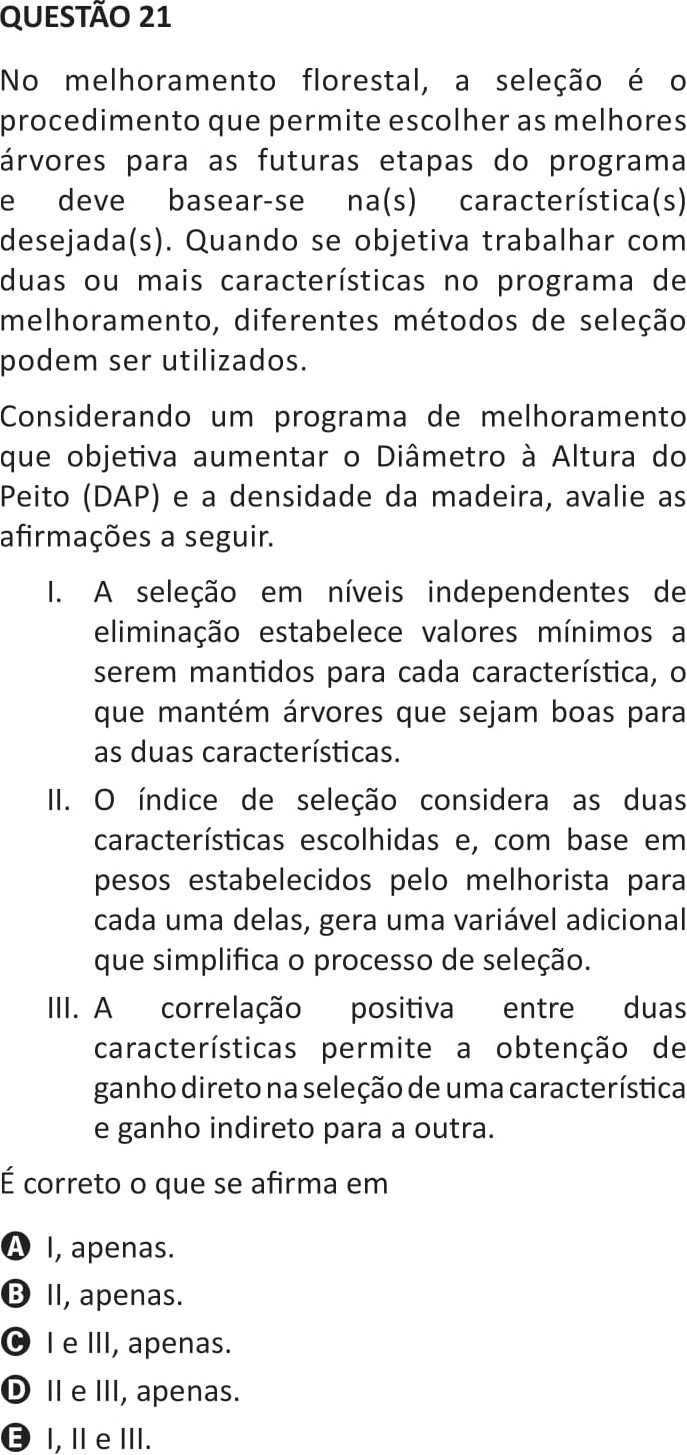 QUESTÃO 21
No melhoramento florestal, a seleção é o
procedimento que permite escolher as melhores
árvores para as futuras etapas do programa
e deve basear-se na(s) característica(s)
desejada(s). Quando se objetiva trabalhar com
duas ou mais características no programa de
melhoramento, diferentes métodos de seleção
podem ser utilizados.
Considerando um programa de melhoramento
que objetiva aumentar o Diâmetro à Altura do
Peito (DAP) e a densidade da madeira, avalie as
afirmações a seguir.
I. A seleção em níveis independentes de
eliminação estabelece valores mínimos a
serem mantidos para cada característica, o
que mantém árvores que sejam boas para
as duas características.
II. O índice de seleção considera as duas
características escolhidas e, com base em
pesos estabelecidos pelo melhorista para
cada uma delas, gera uma variável adicional
que simplifica o processo de seleção.
III. A correlação positiva entre duas
características permite a obtenção de
ganho direto na seleção de uma característica
e ganho indireto para a outra.
É correto o que se afirma em
A I, apenas.
B II, apenas.
C I e III, apenas.
D II e III, apenas.
E I, II e III.